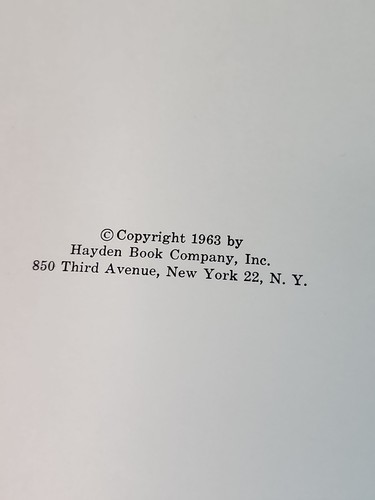 ©Copyright 1963 by
Hayden Book Company, Inc.
850 Third Avenue, New York 22, N. Y.